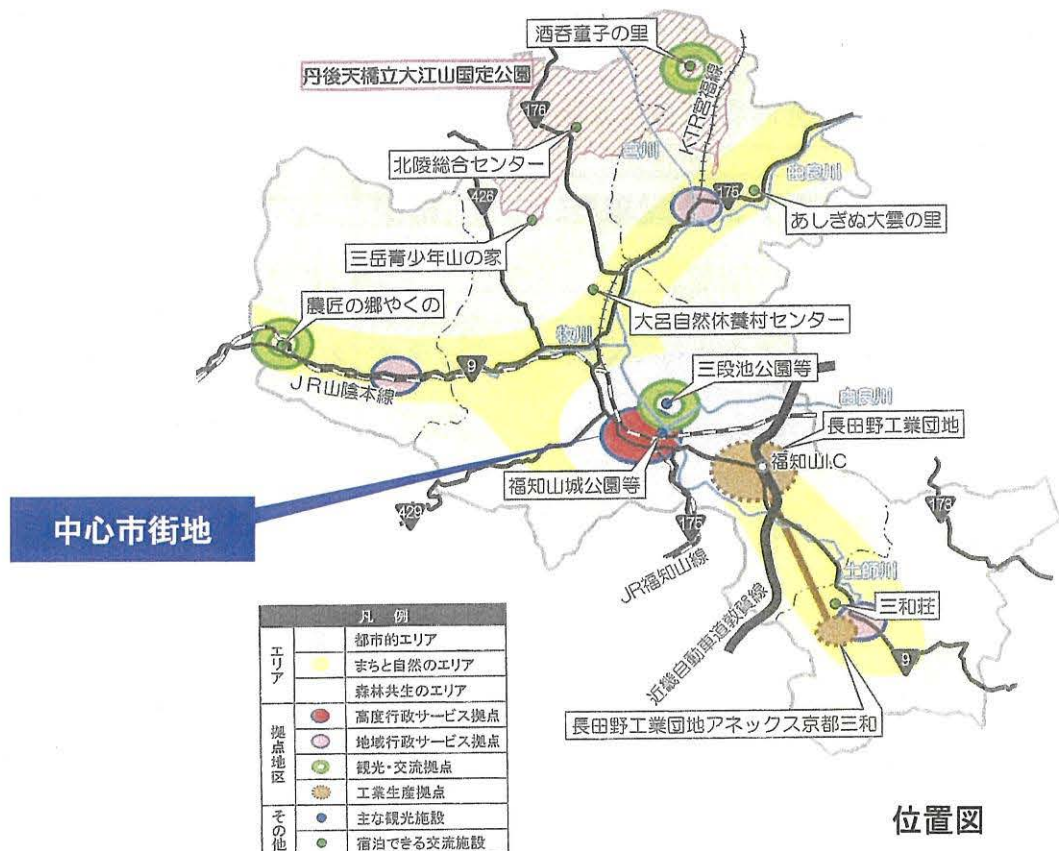 酒呑童子の里
丹後天橋立大江山国定公園
176
KTR宮福線
北陵総合センター
426
由良川
175
あしぎぬ大雲の里
三岳青少年山の家
農匠の郷やくの
大呂自然休養村センター
牧川
9
JR山陰本線
三段池公園等
由良川
長田野工業団地
福知山I.C
福知山城公園等
中心市街地
429
175
JR福知山線
近畿自動車道敦賀線
173
土師川
三和荘
9
長田野工業団地アネックス京都三和
凡 例
エリア
都市的エリア
まちと自然のエリア
森林共生のエリア
拠点地区
高度行政サービス拠点
地域行政サービス拠点
観光・交流拠点
工業生産拠点
その他
主な観光施設
宿泊できる交流施設
位置図